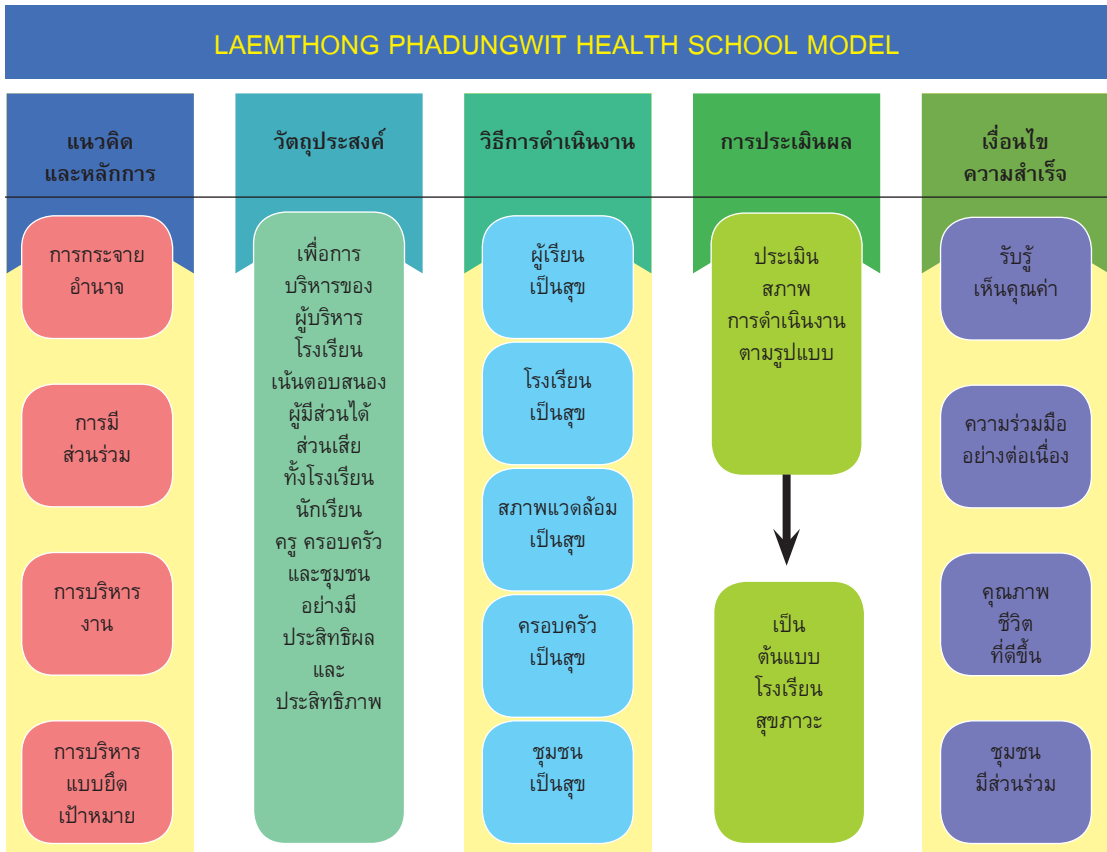 LAEMTHONG PHADUNGWIT HEALTH SCHOOL MODEL
แนวคิด
และหลักการ
การกระจาย
อำนาจ
การมี
ส่วนร่วม
การบริหาร
งาน
การบริหาร
แบบยึด
เป้าหมาย
วัตถุประสงค์
เพื่อการ
บริหารของ
ผู้บริหาร
โรงเรียน
เน้นตอบสนอง
ผู้มีส่วนได้
ส่วนเสีย
ทั้งโรงเรียน
นักเรียน
ครู ครอบครัว
และชุมชน
อย่างมี
ประสิทธิผล
และ
ประสิทธิภาพ
วิธีการดำเนินงาน
ผู้เรียน
เป็นสุข
โรงเรียน
เป็นสุข
สภาพแวดล้อม
เป็นสุข
ครอบครัว
เป็นสุข
ชุมชน
เป็นสุข
การประเมินผล
ประเมิน
สภาพ
การดำเนินงาน
ตามรูปแบบ
เป็น
ต้นแบบ
โรงเรียน
สุขภาวะ
เงื่อนไข
ความสำเร็จ
รับรู้
เห็นคุณค่า
ความร่วมมือ
อย่างต่อเนื่อง
คุณภาพ
ชีวิต
ที่ดีขึ้น
ชุมชน
มีส่วนร่วม